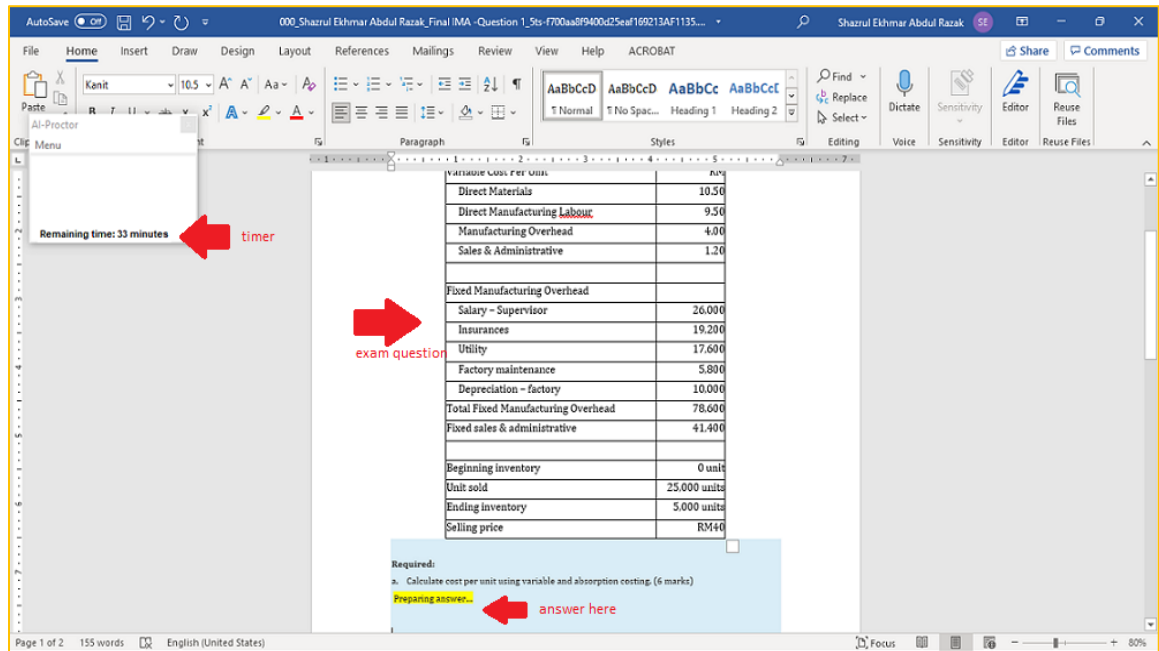 AutoSave Off 000_Shazrul Ekhmar Abdul Razak_Final IMA -Question 1_5ts-f700aa8f9400d25eaf169213AF1135.... Shazrul Ekhmar Abdul Razak SE
File Home Insert Draw Design Layout References Mailings Review View Help ACROBAT Share Comments
Paste
Kanit 10.5 A^ Aˇ Aa A
x x² A A
AaBbCcD AaBbCcD AaBbCc AaBbCcE
¶ Normal ¶ No Spac... Heading 1 Heading 2
Find
Replace
Select
Dictate
Sensitivity
Editor
Reuse
Files
Paragraph Styles Editing Voice Sensitivity Editor Reuse Files
AI-Proctor
Menu
Remaining time: 33 minutes
timer
Variable Cost Per Unit RM
Direct Materials 10.50
Direct Manufacturing Labour 9.50
Manufacturing Overhead 4.00
Sales & Administrative 1.20
Fixed Manufacturing Overhead
Salary – Supervisor 26.000
Insurances 19.200
Utility 17.600
Factory maintenance 5.800
Depreciation – factory 10.000
Total Fixed Manufacturing Overhead 78.600
Fixed sales & administrative 41.400
Beginning inventory 0 unit
Unit sold 25.000 units
Ending inventory 5.000 units
Selling price RM40
exam question
Required:
a. Calculate cost per unit using variable and absorption costing. (6 marks)
Preparing answer...
answer here
Page 1 of 2 155 words English (United States) Focus 80%